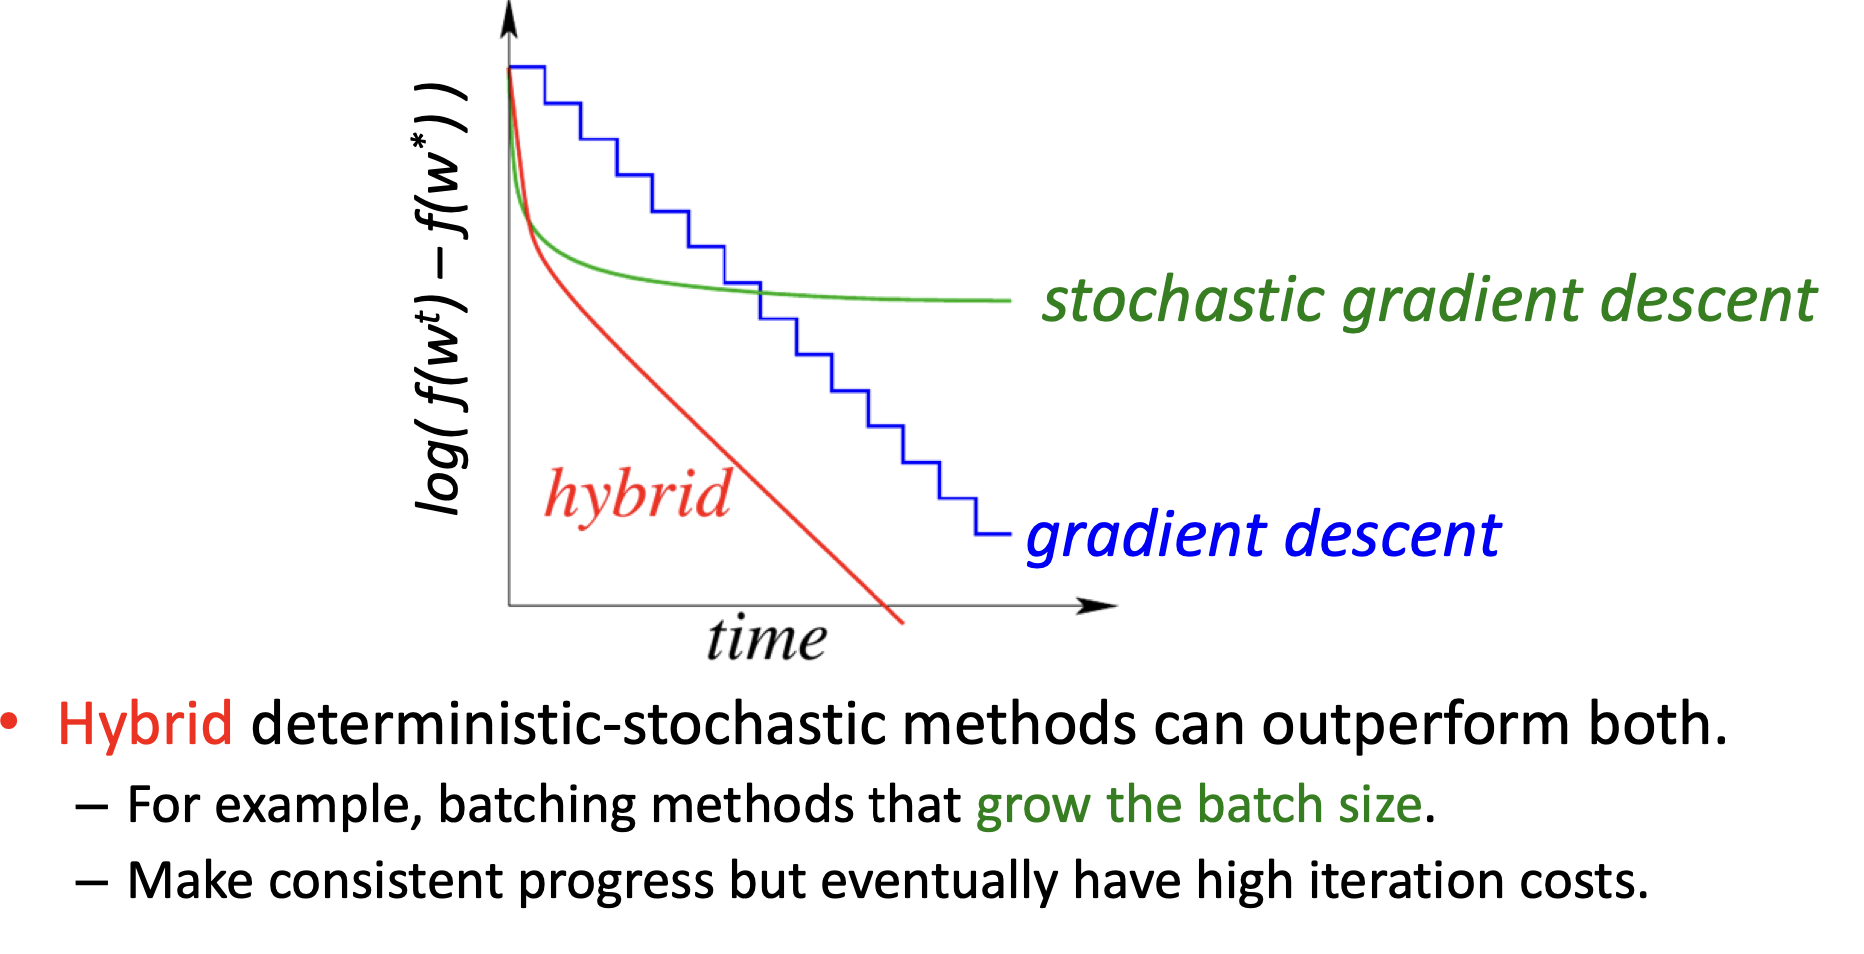 log( f(wᵗ) – f(w*) )
stochastic gradient descent
hybrid
gradient descent
time
• Hybrid deterministic-stochastic methods can outperform both.
– For example, batching methods that grow the batch size.
– Make consistent progress but eventually have high iteration costs.